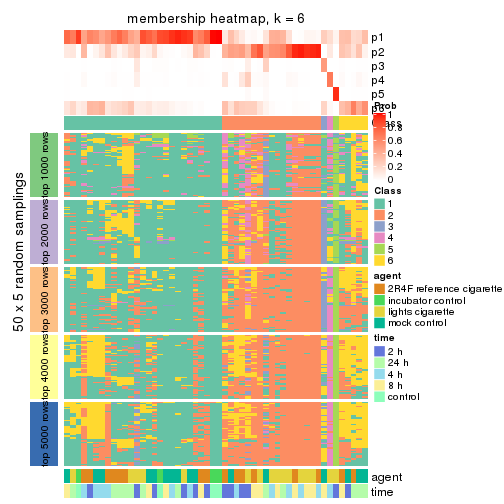 membership heatmap, k = 6
p1
p2
p3
p4
p5
p6
Prob
1
0.8
0.6
0.4
0.2
0
Class
Class
1
2
3
4
5
6
agent
2R4F reference cigarette
incubator control
lights cigarette
mock control
time
2 h
24 h
4 h
8 h
control
50 x 5 random samplings
top 1000 rows
top 2000 rows
top 3000 rows
top 4000 rows
top 5000 rows
agent
time